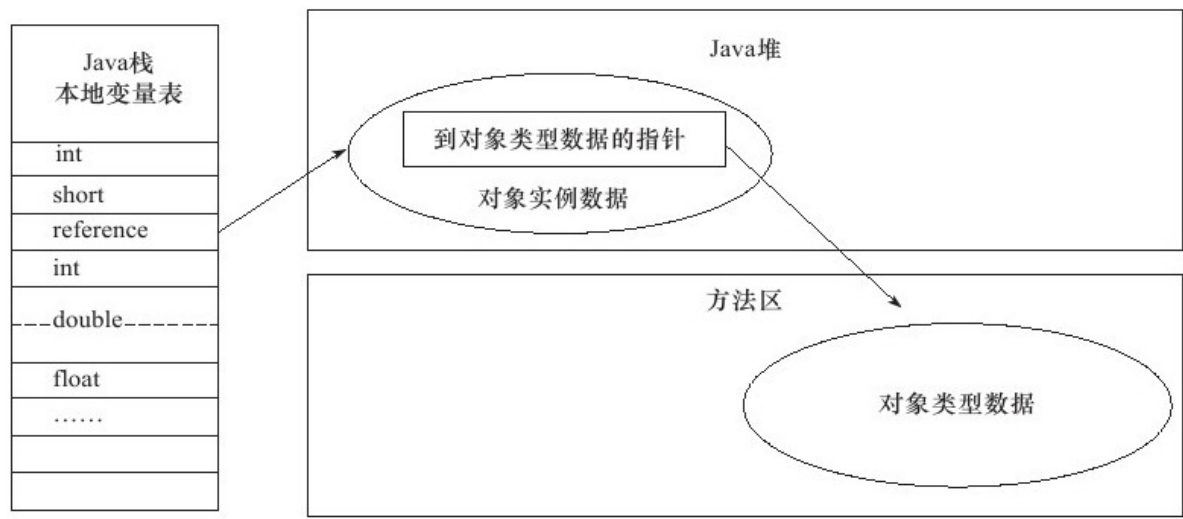 Java栈
本地变量表
int
short
reference
int
double
float
……
Java堆
到对象类型数据的指针
对象实例数据
方法区
对象类型数据